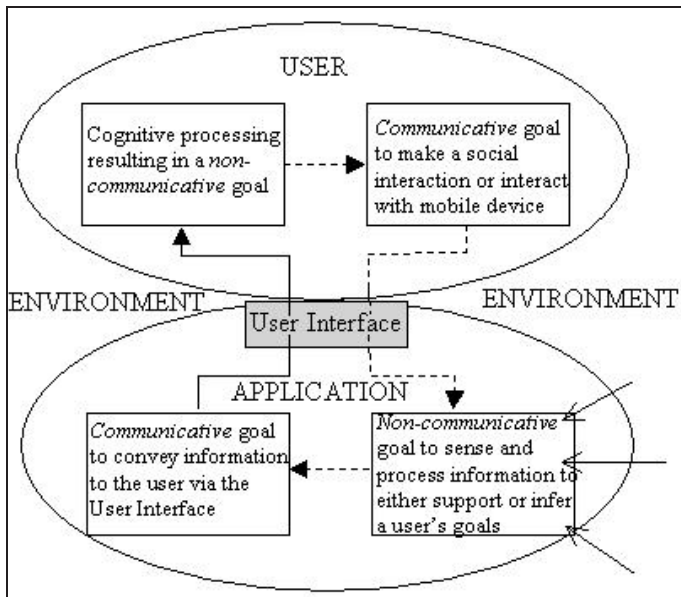 USER
Cognitive processing
resulting in a non-
communicative goal
Communicative goal
to make a social
interaction or interact
with mobile device
ENVIRONMENT
ENVIRONMENT
User Interface
APPLICATION
Communicative goal
to convey information
to the user via the
User Interface
Non-communicative
goal to sense and
process information to
either support or infer
a user's goals